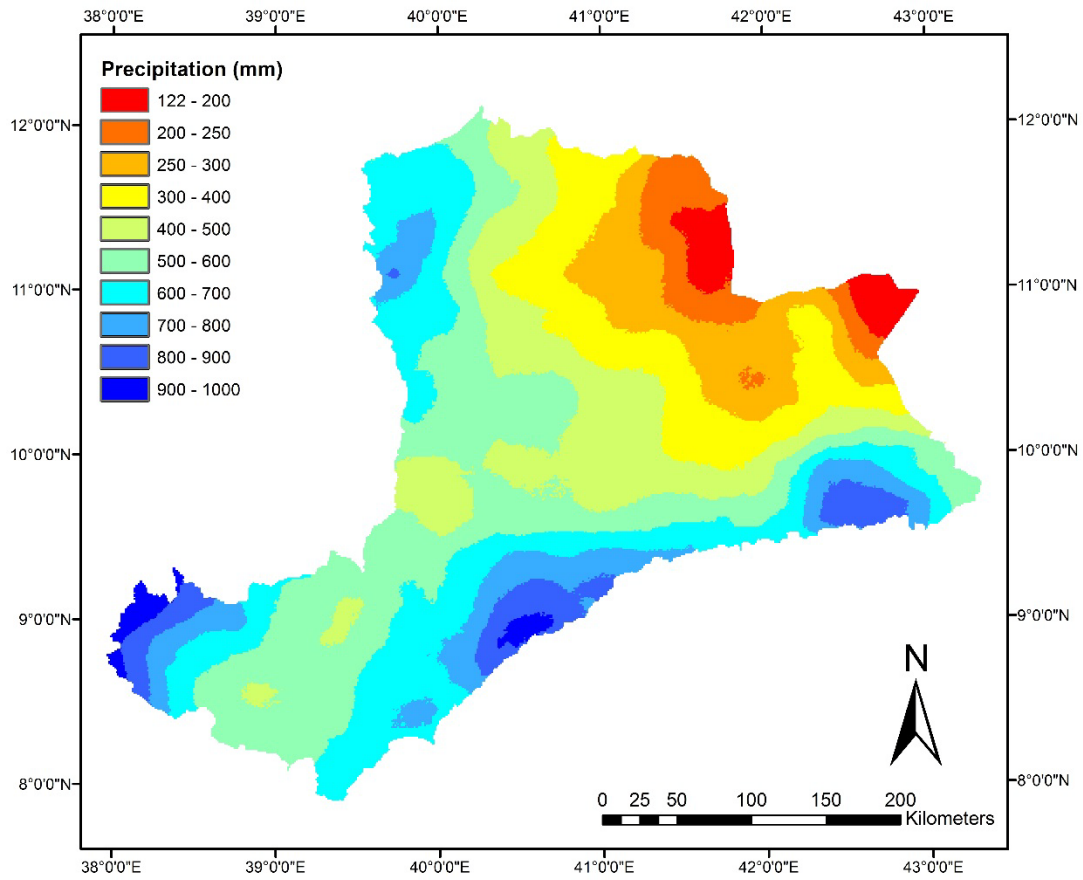 38°0'0"E 39°0'0"E 40°0'0"E 41°0'0"E 42°0'0"E 43°0'0"E
Precipitation (mm)
122 - 200
200 - 250
250 - 300
300 - 400
400 - 500
500 - 600
600 - 700
700 - 800
800 - 900
900 - 1000
12°0'0"N
11°0'0"N
10°0'0"N
9°0'0"N
8°0'0"N
12°0'0"N
11°0'0"N
10°0'0"N
9°0'0"N
8°0'0"N
N
0 25 50 100 150 200
Kilometers
38°0'0"E 39°0'0"E 40°0'0"E 41°0'0"E 42°0'0"E 43°0'0"E